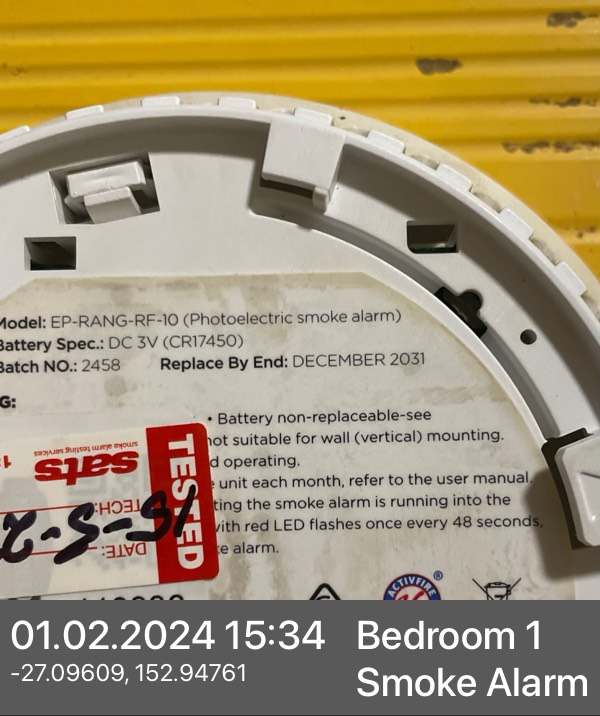 Model: EP-RANG-RF-10 (Photoelectric smoke alarm)
Battery Spec.: DC 3V (CR17450)
Batch NO.: 2458 Replace By End: DECEMBER 2031
G:
• Battery non-replaceable-see
not suitable for wall (vertical) mounting.
d operating.
unit each month, refer to the user manual.
ting the smoke alarm is running into the
with red LED flashes once every 48 seconds,
e alarm.
TESTED
sats
smoke alarm testing services
TECH:
DATE:
ACTIVFIRE®
01.02.2024 15:34
-27.09609, 152.94761
Bedroom 1
Smoke Alarm